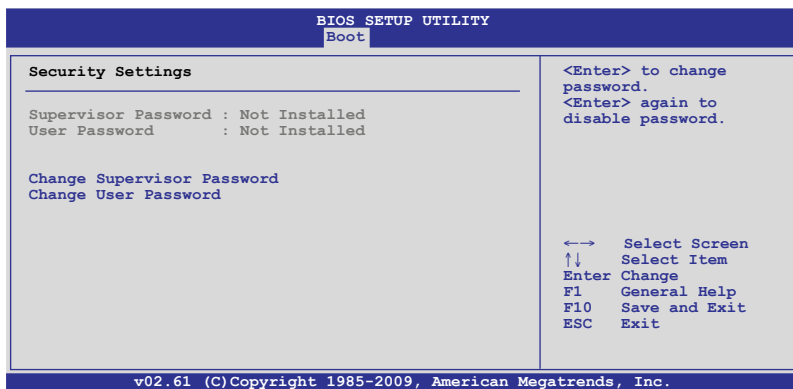 BIOS SETUP UTILITY
Boot
Security Settings
Supervisor Password : Not Installed
User Password : Not Installed
Change Supervisor Password
Change User Password
<Enter> to change
password.
<Enter> again to
disable password.
←→ Select Screen
↑↓ Select Item
Enter Change
F1 General Help
F10 Save and Exit
ESC Exit
v02.61 (C)Copyright 1985-2009, American Megatrends, Inc.